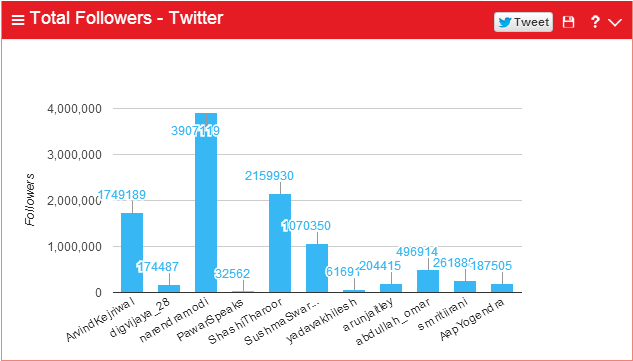 Total Followers - Twitter
Tweet
?
4,000,000
3,000,000
2,000,000
1,000,000
0
Followers
1749189
174487
3907119
32562
2159930
1070350
61691
204415
496914
187505
ArvindKejriwal
digvijaya_28
narendramodi
PawarSpeaks
ShashiTharoor
SushmaSwar...
yadavakhilesh
arunjaitley
abdullah_omar
smritiirani
AapYogendra